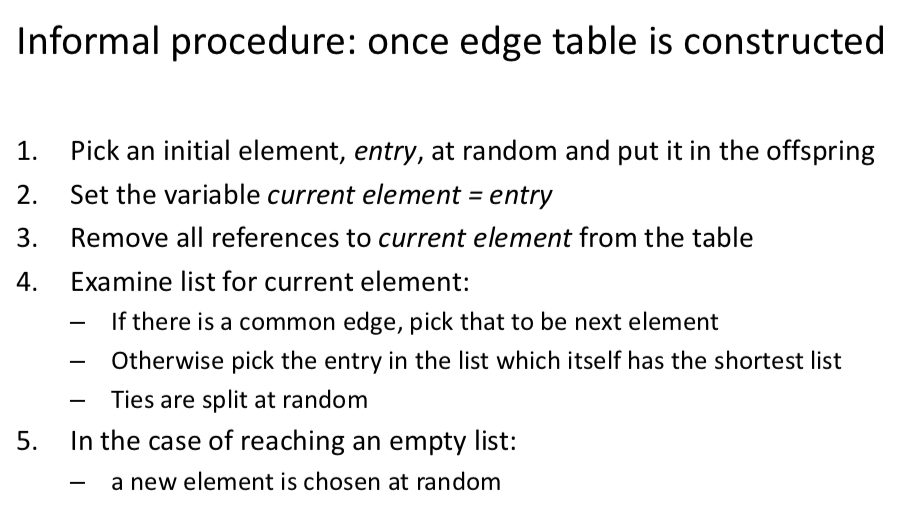 Informal procedure: once edge table is constructed
1. Pick an initial element, entry, at random and put it in the offspring
2. Set the variable current element = entry
3. Remove all references to current element from the table
4. Examine list for current element:
– If there is a common edge, pick that to be next element
– Otherwise pick the entry in the list which itself has the shortest list
– Ties are split at random
5. In the case of reaching an empty list:
– a new element is chosen at random